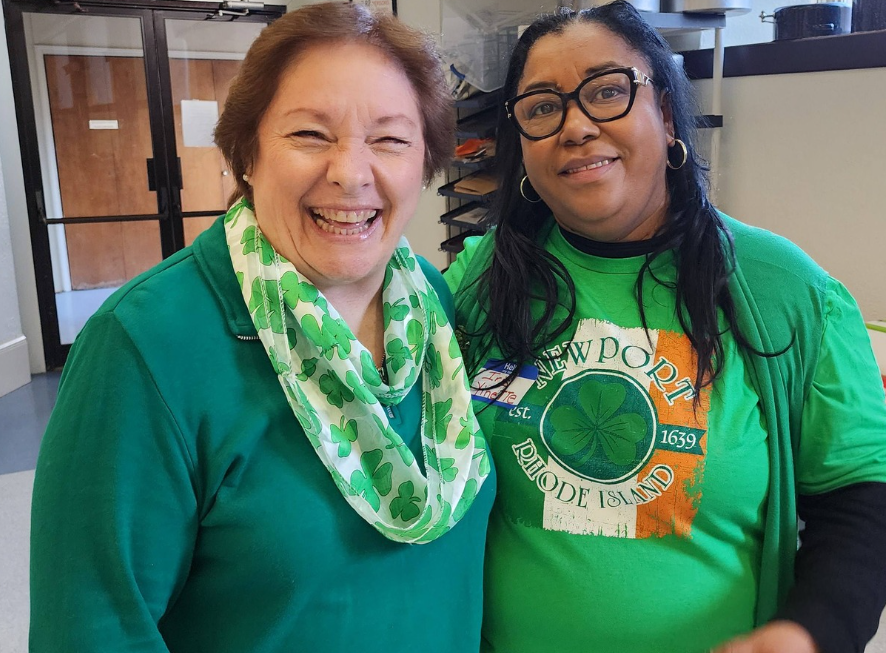 NEWPORT
est. 1639
RHODE ISLAND